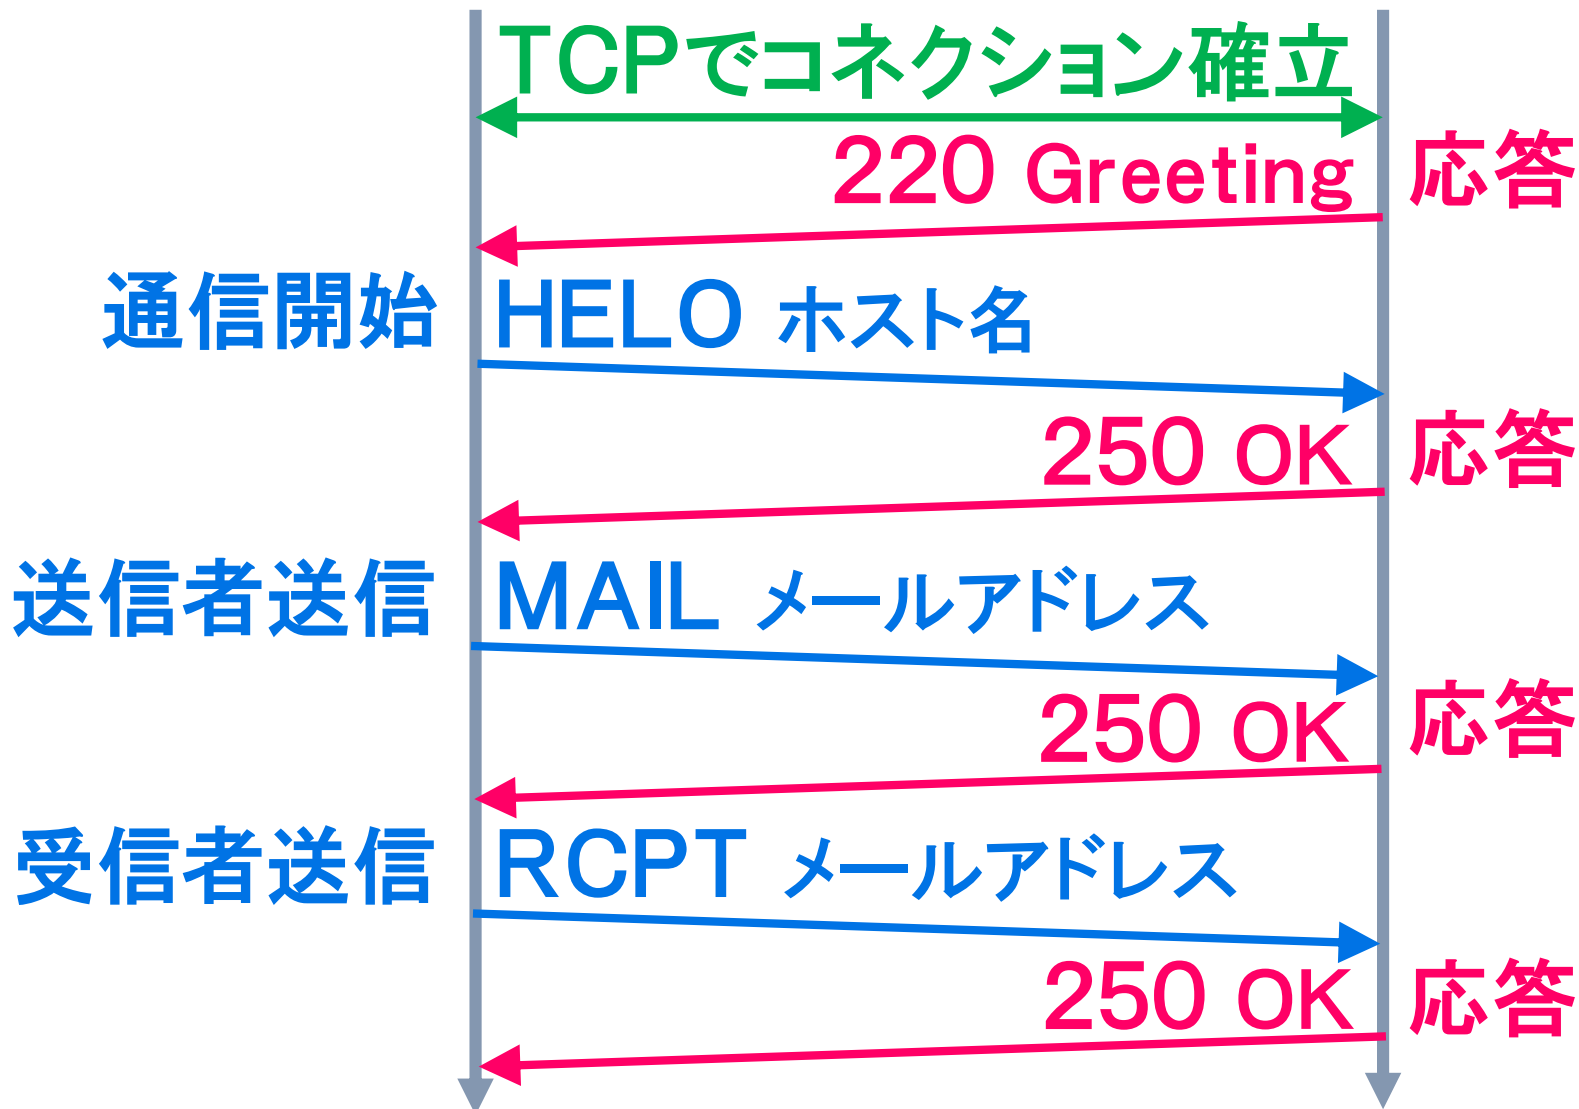 TCPでコネクション確立
220 Greeting 応答
通信開始 HELO ホスト名
250 OK 応答
送信者送信 MAIL メールアドレス
250 OK 応答
受信者送信 RCPT メールアドレス
250 OK 応答